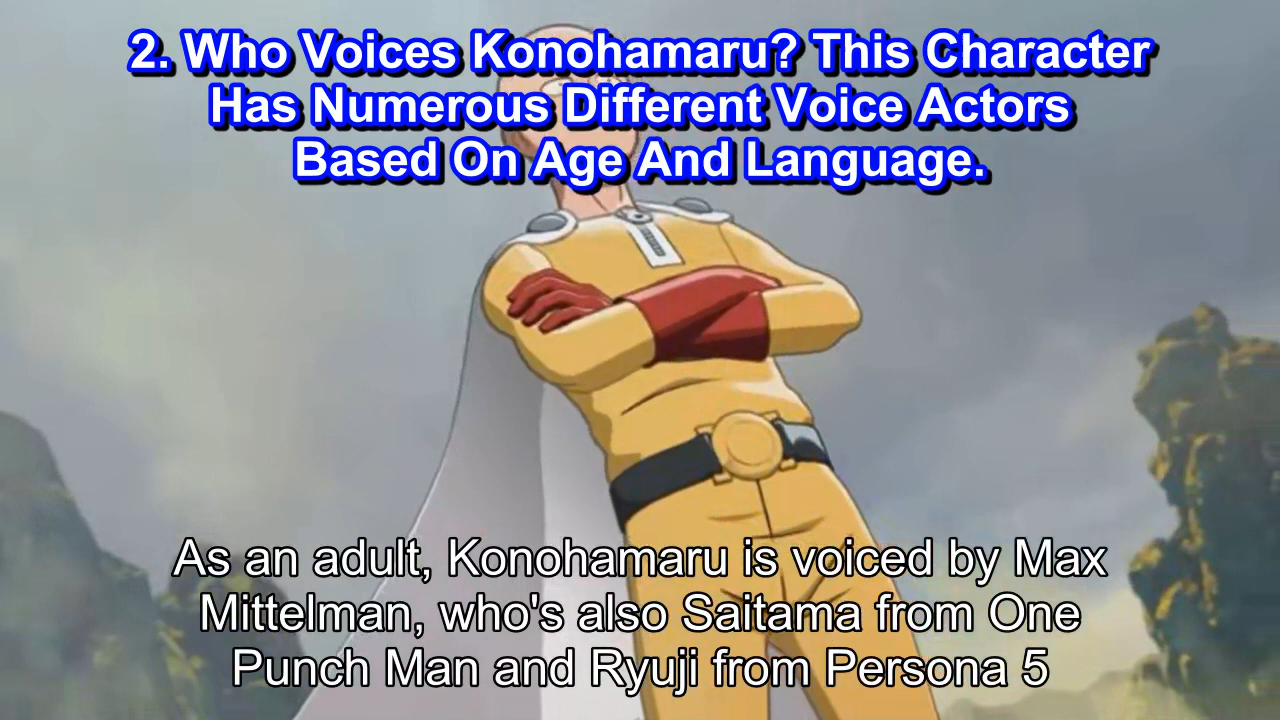 2. Who Voices Konohamaru? This Character
Has Numerous Different Voice Actors
Based On Age And Language.
As an adult, Konohamaru is voiced by Max
Mittelman, who's also Saitama from One
Punch Man and Ryuji from Persona 5